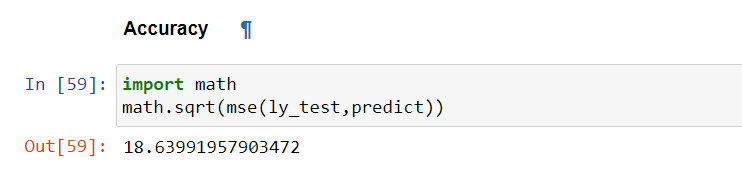 Accuracy ¶
In [59]: import math
math.sqrt(mse(ly_test,predict))
Out[59]: 18.63991957903472